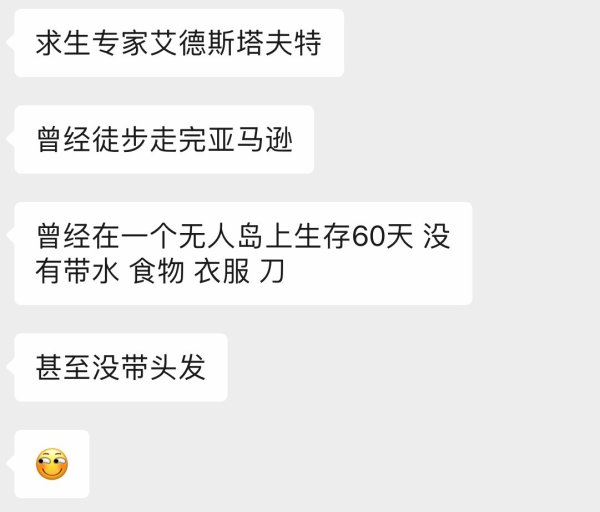 求生专家艾德斯塔夫特
曾经徒步走完亚马逊
曾经在一个无人岛上生存60天 没
有带水 食物 衣服 刀
甚至没带头发